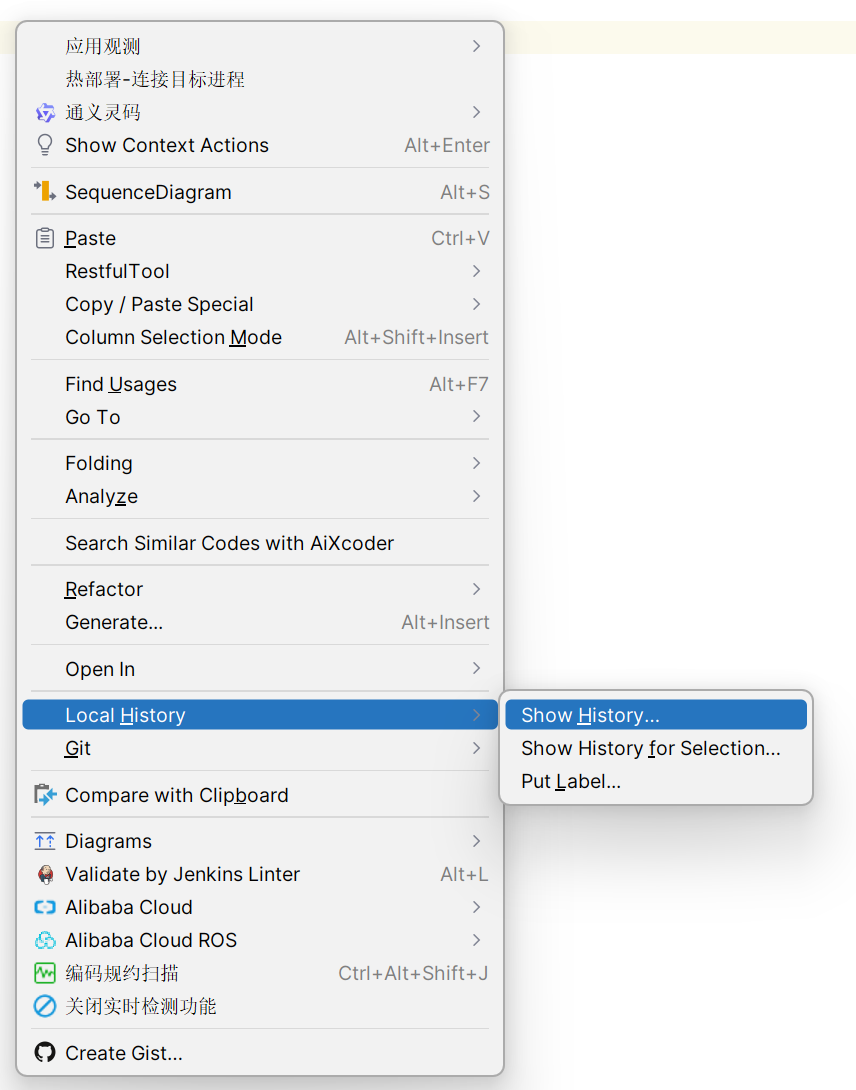 应用观测
热部署-连接目标进程
通义灵码
Show Context Actions Alt+Enter
SequenceDiagram Alt+S
Paste Ctrl+V
RestfulTool
Copy / Paste Special
Column Selection Mode Alt+Shift+Insert
Find Usages Alt+F7
Go To
Folding
Analyze
Search Similar Codes with AiXcoder
Refactor
Generate... Alt+Insert
Open In
Local History
Show History...
Git
Show History for Selection...
Put Label...
Compare with Clipboard
Diagrams
Validate by Jenkins Linter Alt+L
Alibaba Cloud
Alibaba Cloud ROS
编码规约扫描 Ctrl+Alt+Shift+J
关闭实时检测功能
Create Gist...